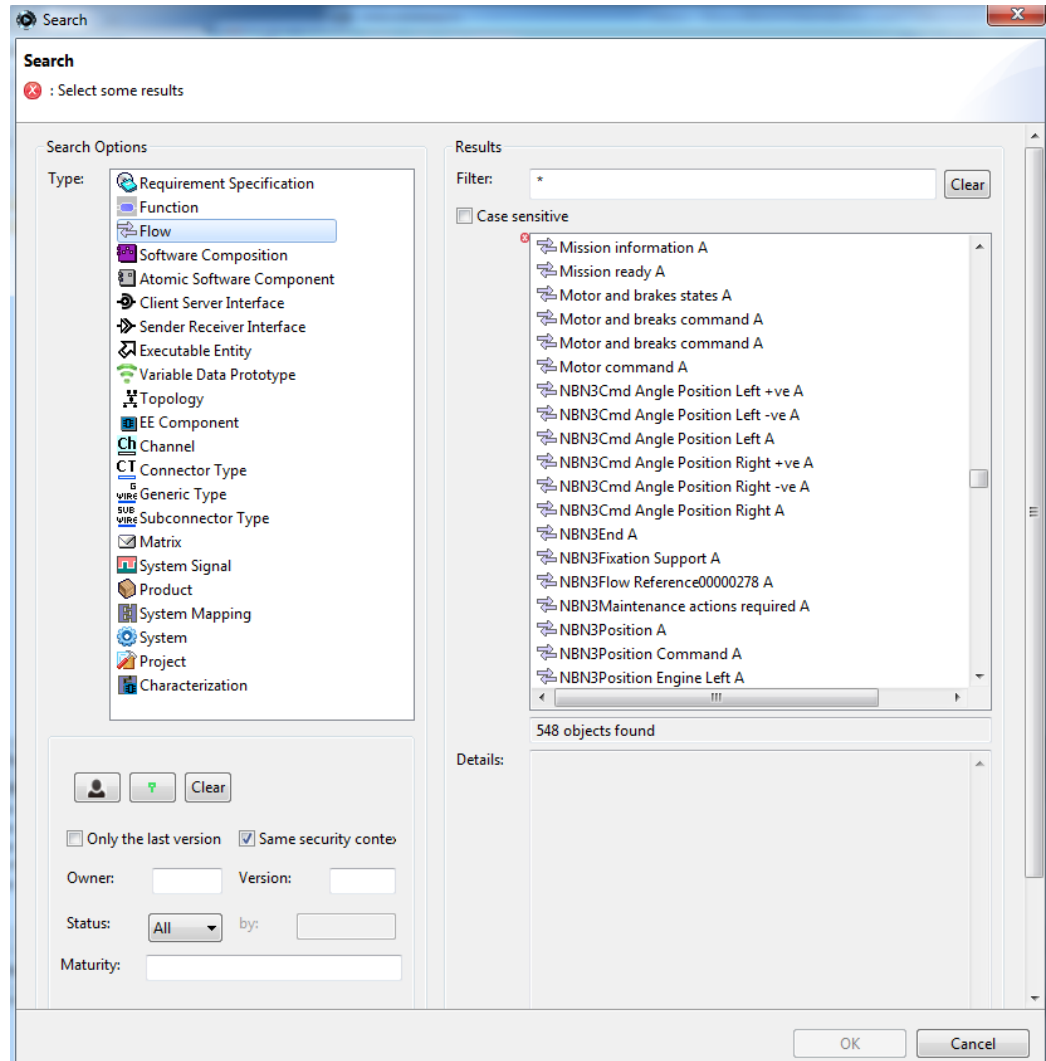 Search
Search
: Select some results
Search Options
Type:
Requirement Specification
Function
Flow
Software Composition
Atomic Software Component
Client Server Interface
Sender Receiver Interface
Executable Entity
Variable Data Prototype
Topology
EE Component
Ch Channel
CT Connector Type
G WIRE Generic Type
SUB WIRE Subconnector Type
Matrix
System Signal
Product
System Mapping
System
Project
Characterization
Clear
Only the last version Same security contex
Owner: Version:
Status: All by:
Maturity:
Results
Filter: * Clear
Case sensitive
Mission information A
Mission ready A
Motor and brakes states A
Motor and breaks command A
Motor and breaks command A
Motor command A
NBN3Cmd Angle Position Left +ve A
NBN3Cmd Angle Position Left -ve A
NBN3Cmd Angle Position Left A
NBN3Cmd Angle Position Right +ve A
NBN3Cmd Angle Position Right -ve A
NBN3Cmd Angle Position Right A
NBN3End A
NBN3Fixation Support A
NBN3Flow Reference00000278 A
NBN3Maintenance actions required A
NBN3Position A
NBN3Position Command A
NBN3Position Engine Left A
548 objects found
Details:
OK Cancel